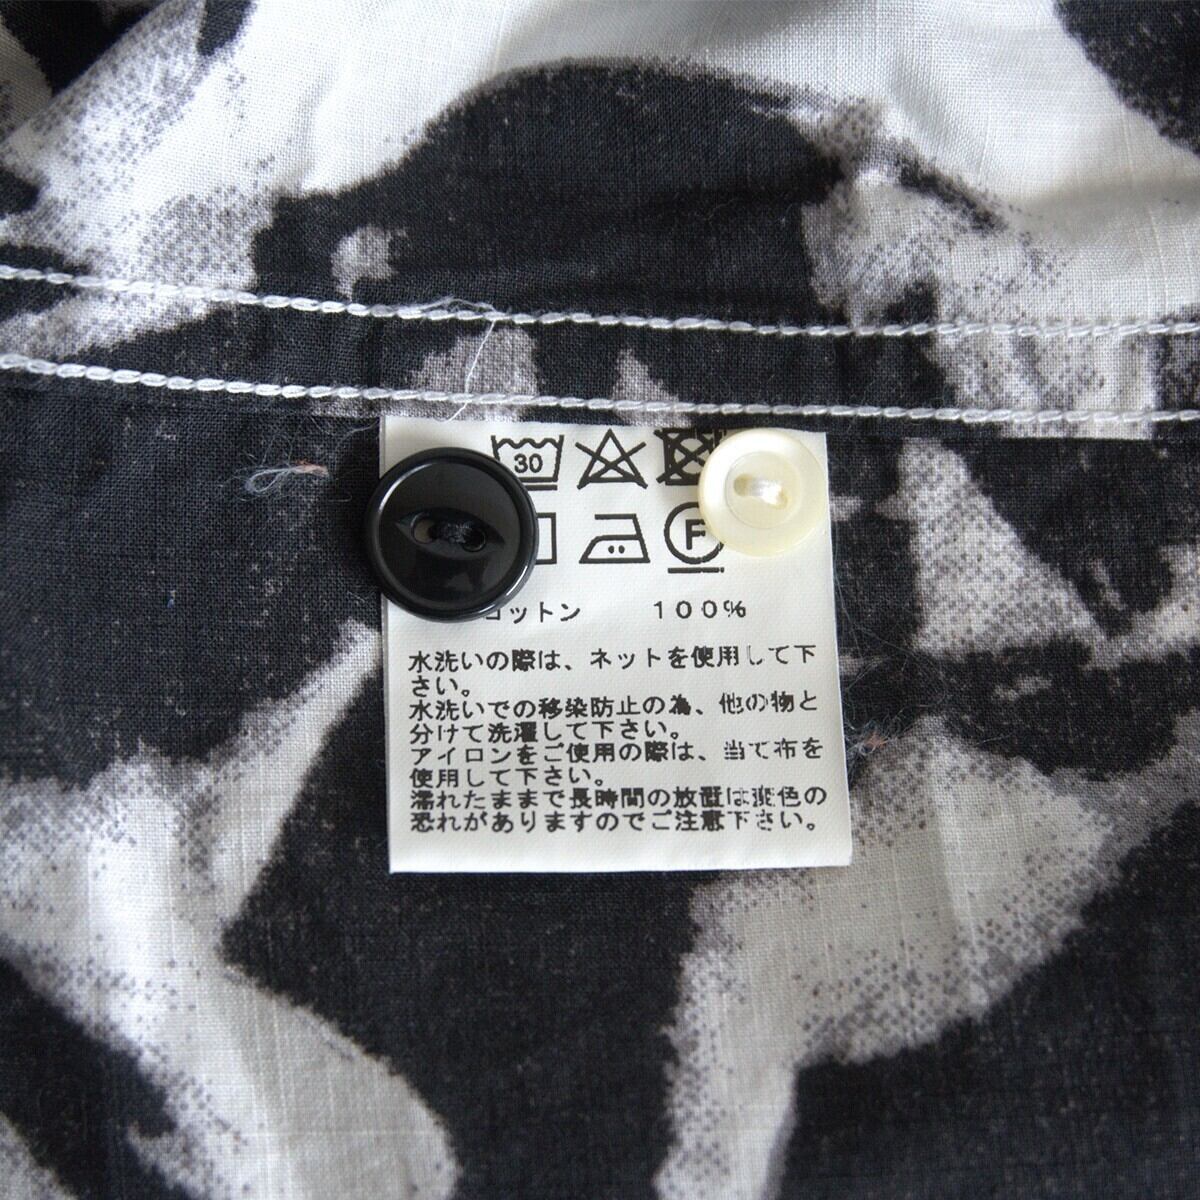 30
F
コットン 100%
水洗いの際は、ネットを使用して下
さい。
水洗いでの移染防止の為、他の物と
分けて洗濯して下さい。
アイロンをご使用の際は、当て布を
使用して下さい。
濡れたままで長時間の放置は変色の
恐れがありますのでご注意下さい。